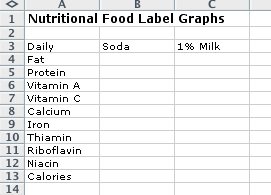 A B C
1 Nutritional Food Label Graphs
2
3 Daily Soda 1% Milk
4 Fat
5 Protein
6 Vitamin A
7 Vitamin C
8 Calcium
9 Iron
10 Thiamin
11 Riboflavin
12 Niacin
13 Calories
14